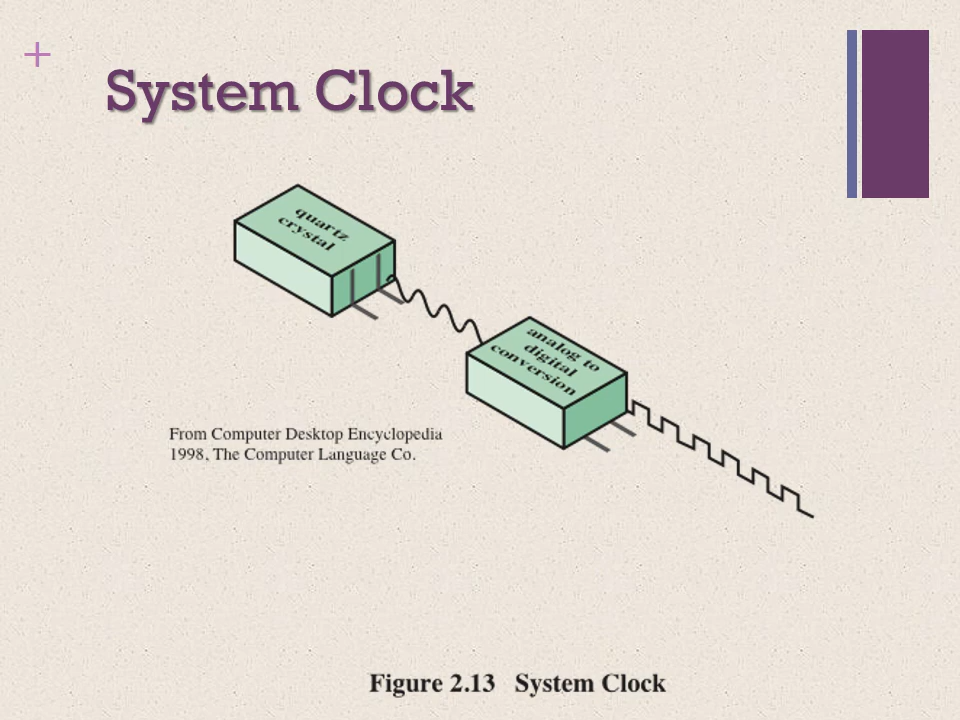 +
System Clock
quartz
crystal
analog to
digital
conversion
From Computer Desktop Encyclopedia
1998, The Computer Language Co.
Figure 2.13   System Clock